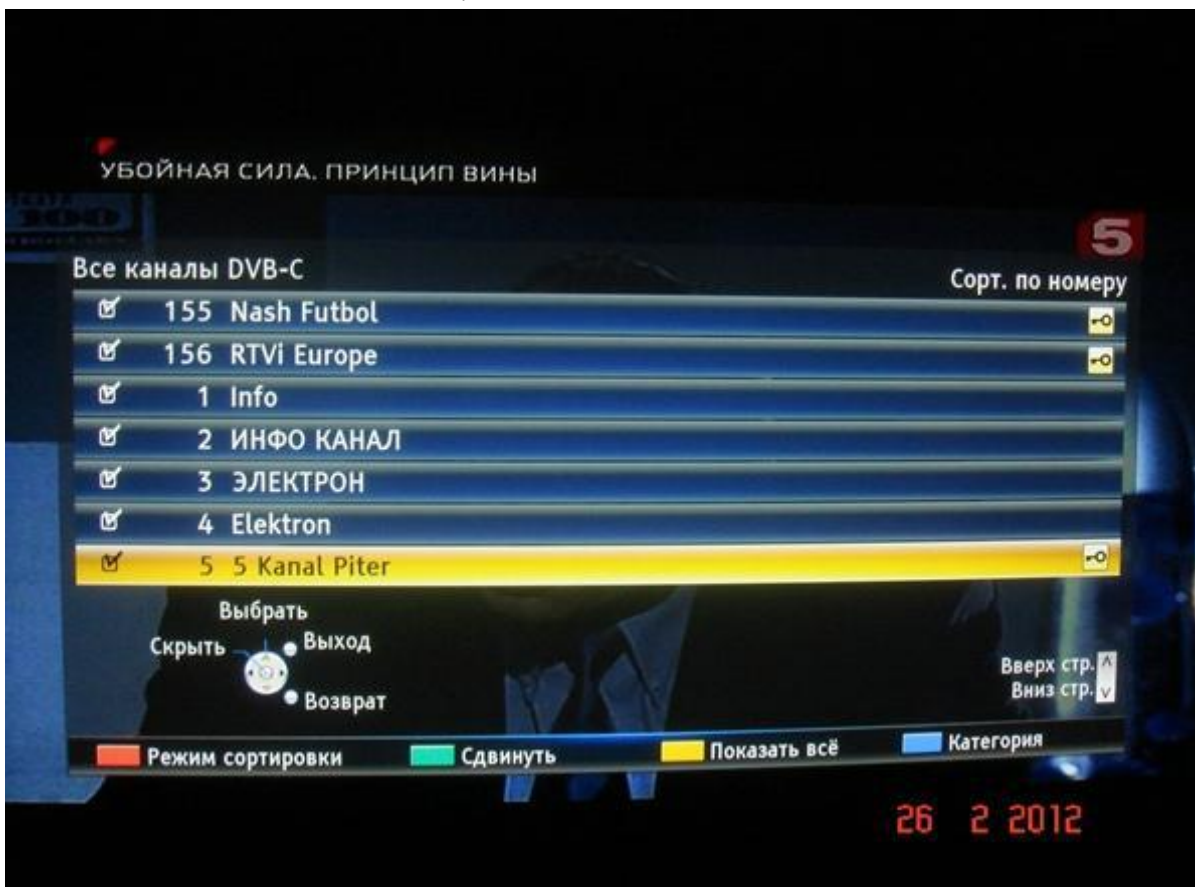 УБОЙНАЯ СИЛА. ПРИНЦИП ВИНЫ
100
5
Все каналы DVB-C
Сорт. по номеру
155 Nash Futbol
156 RTVi Europe
1 Info
2 ИНФО КАНАЛ
3 ЭЛЕКТРОН
4 Elektron
5 5 Kanal Piter
Выбрать
Скрыть
Выход
Возврат
Вверх стр.
Вниз стр.
Режим сортировки Сдвинуть Показать всё Категория
26 2 2012